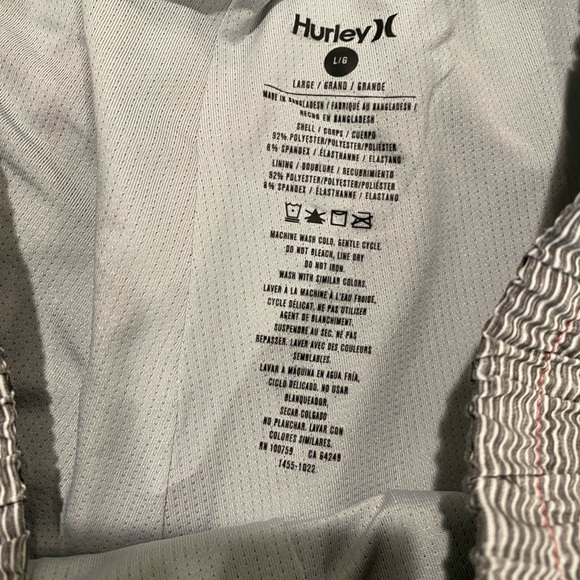 Hurley
L/G
LARGE / GRAND / GRANDE
MADE IN BANGLADESH / FABRIQUÉ AU BANGLADESH /
HECHO EN BANGLADESH
SHELL / CORPS / CUERPO
92% POLYESTER/POLYESTER/POLIÉSTER
8% SPANDEX / ÉLASTHANNE / ELASTANO
LINING / DOUBLURE / RECUBRIMIENTO
92% POLYESTER/POLYESTER/POLIÉSTER
8% SPANDEX / ÉLASTHANNE / ELASTANO
MACHINE WASH COLD, GENTLE CYCLE.
DO NOT BLEACH, LINE DRY
DO NOT IRON.
WASH WITH SIMILAR COLORS.
LAVER À LA MACHINE À L'EAU FROIDE,
CYCLE DÉLICAT, NE PAS UTILISER
AGENT DE BLANCHIMENT,
SUSPENDRE AU SEC. NE PAS
REPASSER. LAVER AVEC DES COULEURS
SEMBLABLES.
LAVAR A MÁQUINA EN AGUA FRÍA,
CICLO DELICADO. NO USAR
BLANQUEADOR,
SECAR COLGADO
NO PLANCHAR. LAVAR CON
COLORES SIMILARES.
RN 100759 CA 64249
1455-1022